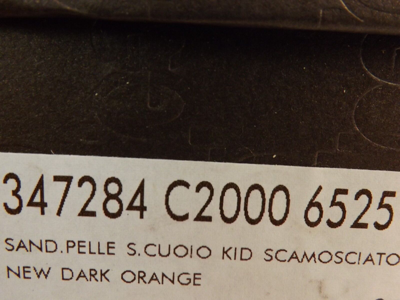 347284 C2000 6525
SAND.PELLE S.CUOIO KID SCAMOSCIATO
NEW DARK ORANGE